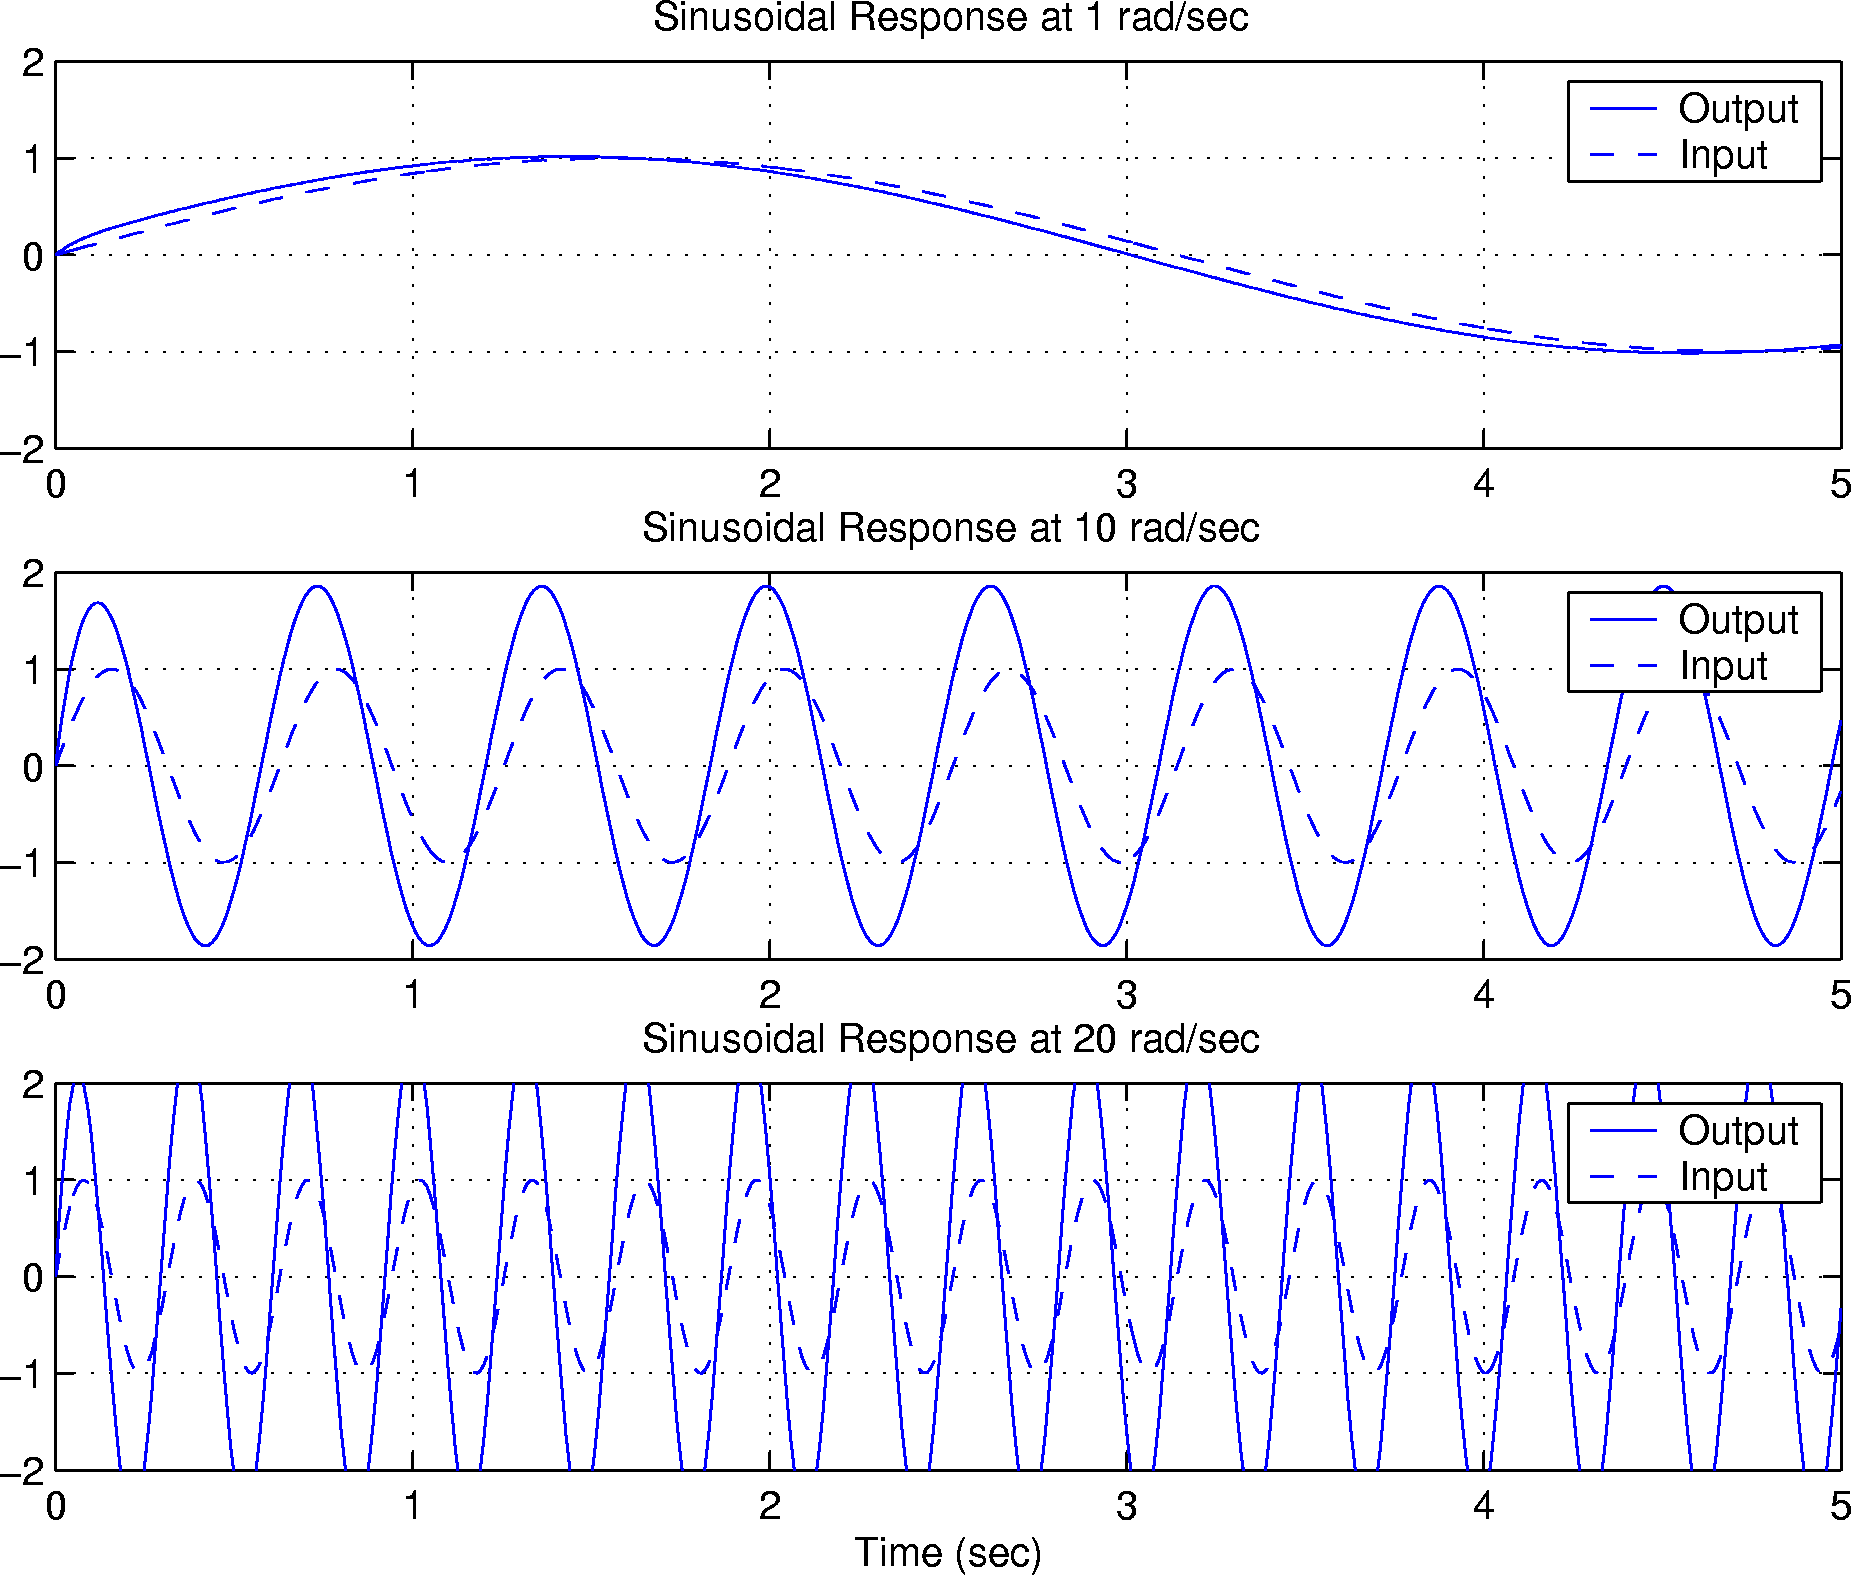 Sinusoidal Response at 1 rad/sec
2
1
0
−1
−2
Output
Input
0 1 2 3 4 5
Sinusoidal Response at 10 rad/sec
2
1
0
−1
−2
Output
Input
0 1 2 3 4 5
Sinusoidal Response at 20 rad/sec
2
1
0
−1
−2
Output
Input
0 1 2 3 4 5
Time (sec)